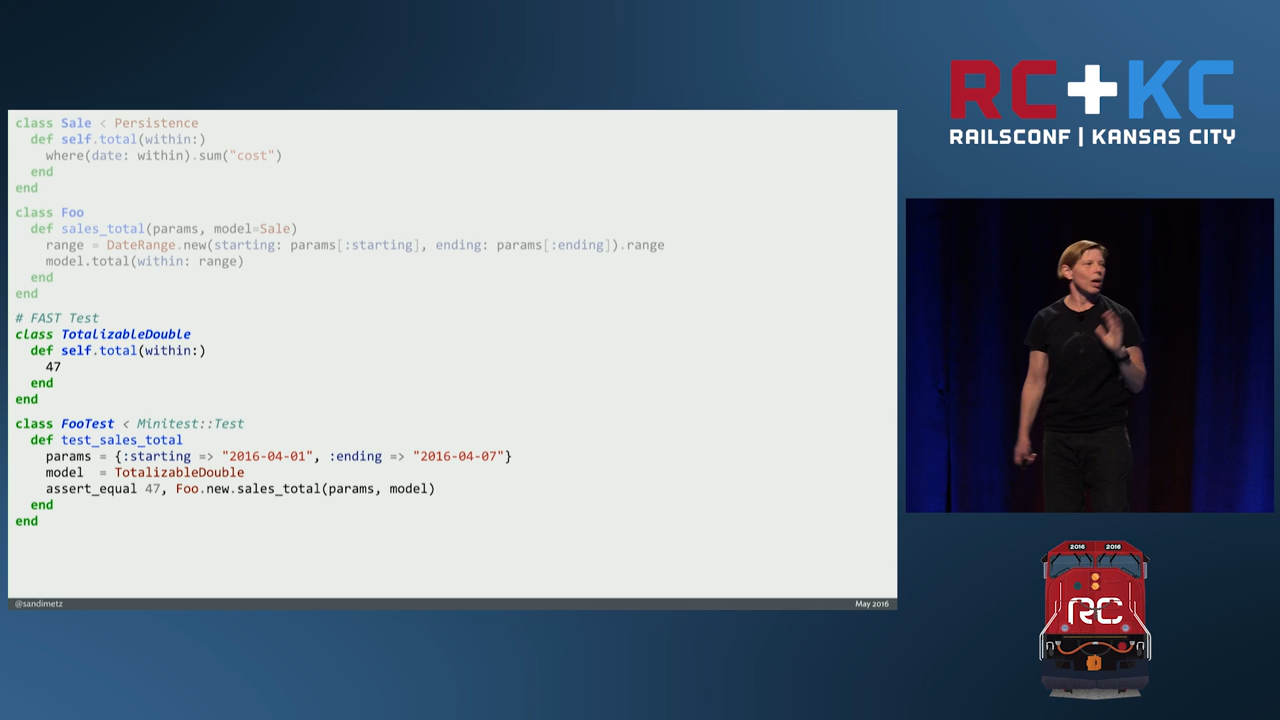 class Sale < Persistence
  def self.total(within:)
    where(date: within).sum("cost")
  end
end
class Foo
  def sales_total(params, model=Sale)
    range = DateRange.new(starting: params[:starting], ending: params[:ending]).range
    model.total(within: range)
  end
end
# FAST Test
class TotalizableDouble
  def self.total(within:)
    47
  end
end
class FooTest < Minitest::Test
  def test_sales_total
    params = {:starting => "2016-04-01", :ending => "2016-04-07"}
    model  = TotalizableDouble
    assert_equal 47, Foo.new.sales_total(params, model)
  end
end
@sandimetz
May 2016
RC+KC
RAILSCONF | KANSAS CITY
2016 2016
RC